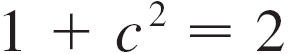 1 + c² = 2